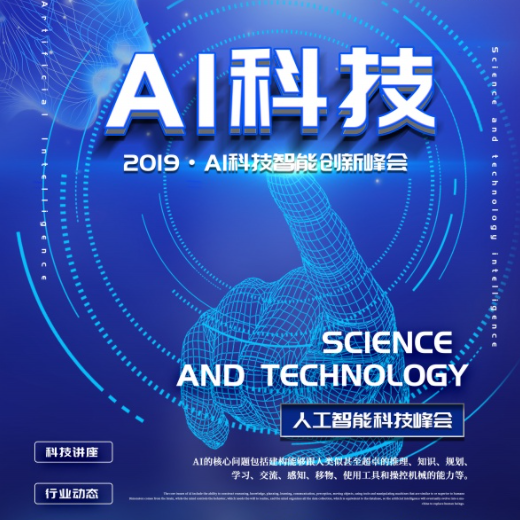 AI科技
2019·AI科技智能创新峰会
Artificial Intelligence
Science and technology intelligence
SCIENCE
AND TECHNOLOGY
人工智能科技峰会
AI的核心问题包括建构能够跟人类似甚至超卓的推理、知识、规划、
学习、交流、感知、移物、使用工具和操控机械的能力等。
科技讲座
行业动态